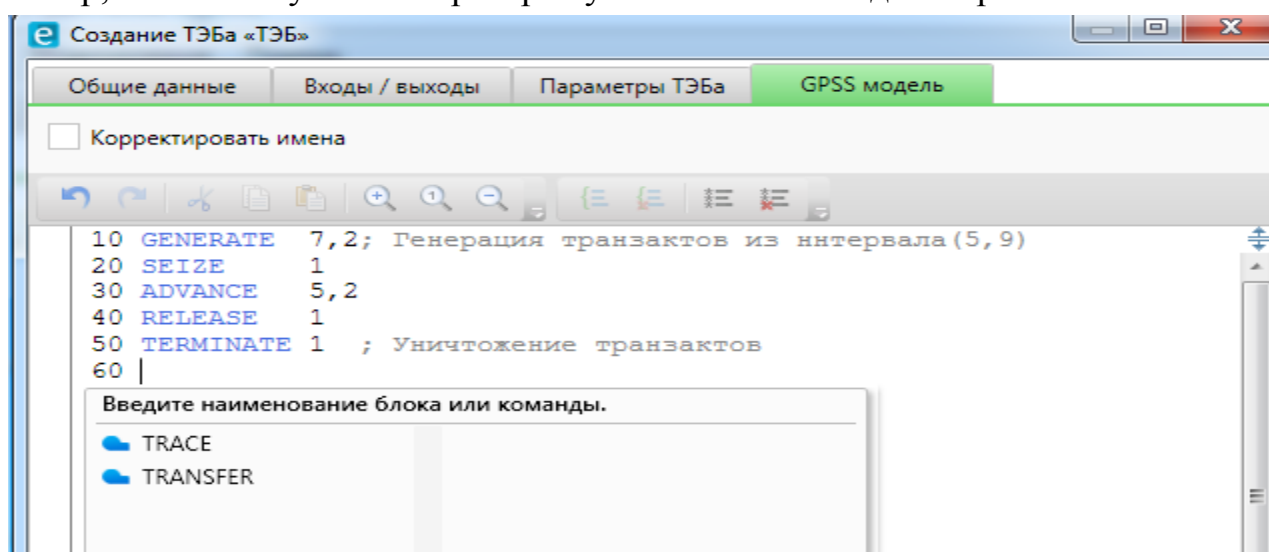 Создание ТЭБа «ТЭБ»
Общие данные Входы / выходы Параметры ТЭБа GPSS модель
Корректировать имена
10 GENERATE 7,2; Генерация транзактов из ннтервала(5,9)
20 SEIZE 1
30 ADVANCE 5,2
40 RELEASE 1
50 TERMINATE 1 ; Уничтожение транзактов
60
Введите наименование блока или команды.
TRACE
TRANSFER